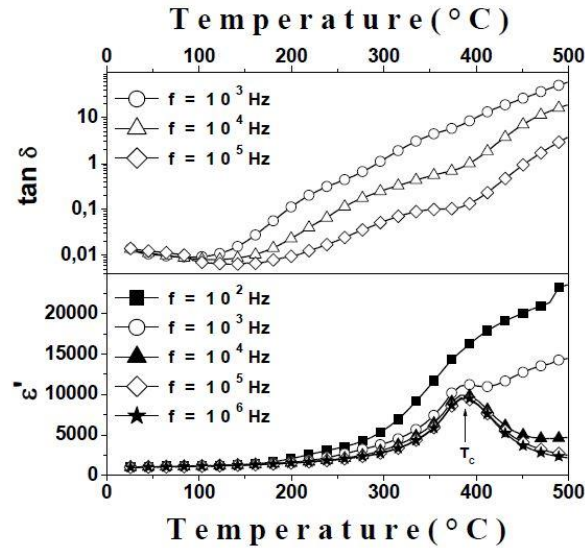 Temperature(°C)
0 100 200 300 400 500
tan δ
10
1
0,1
0,01
f = 10³ Hz
f = 10⁴ Hz
f = 10⁵ Hz
ε'
20000
15000
10000
5000
0
f = 10² Hz
f = 10³ Hz
f = 10⁴ Hz
f = 10⁵ Hz
f = 10⁶ Hz
T_c
0 100 200 300 400 500
Temperature(°C)